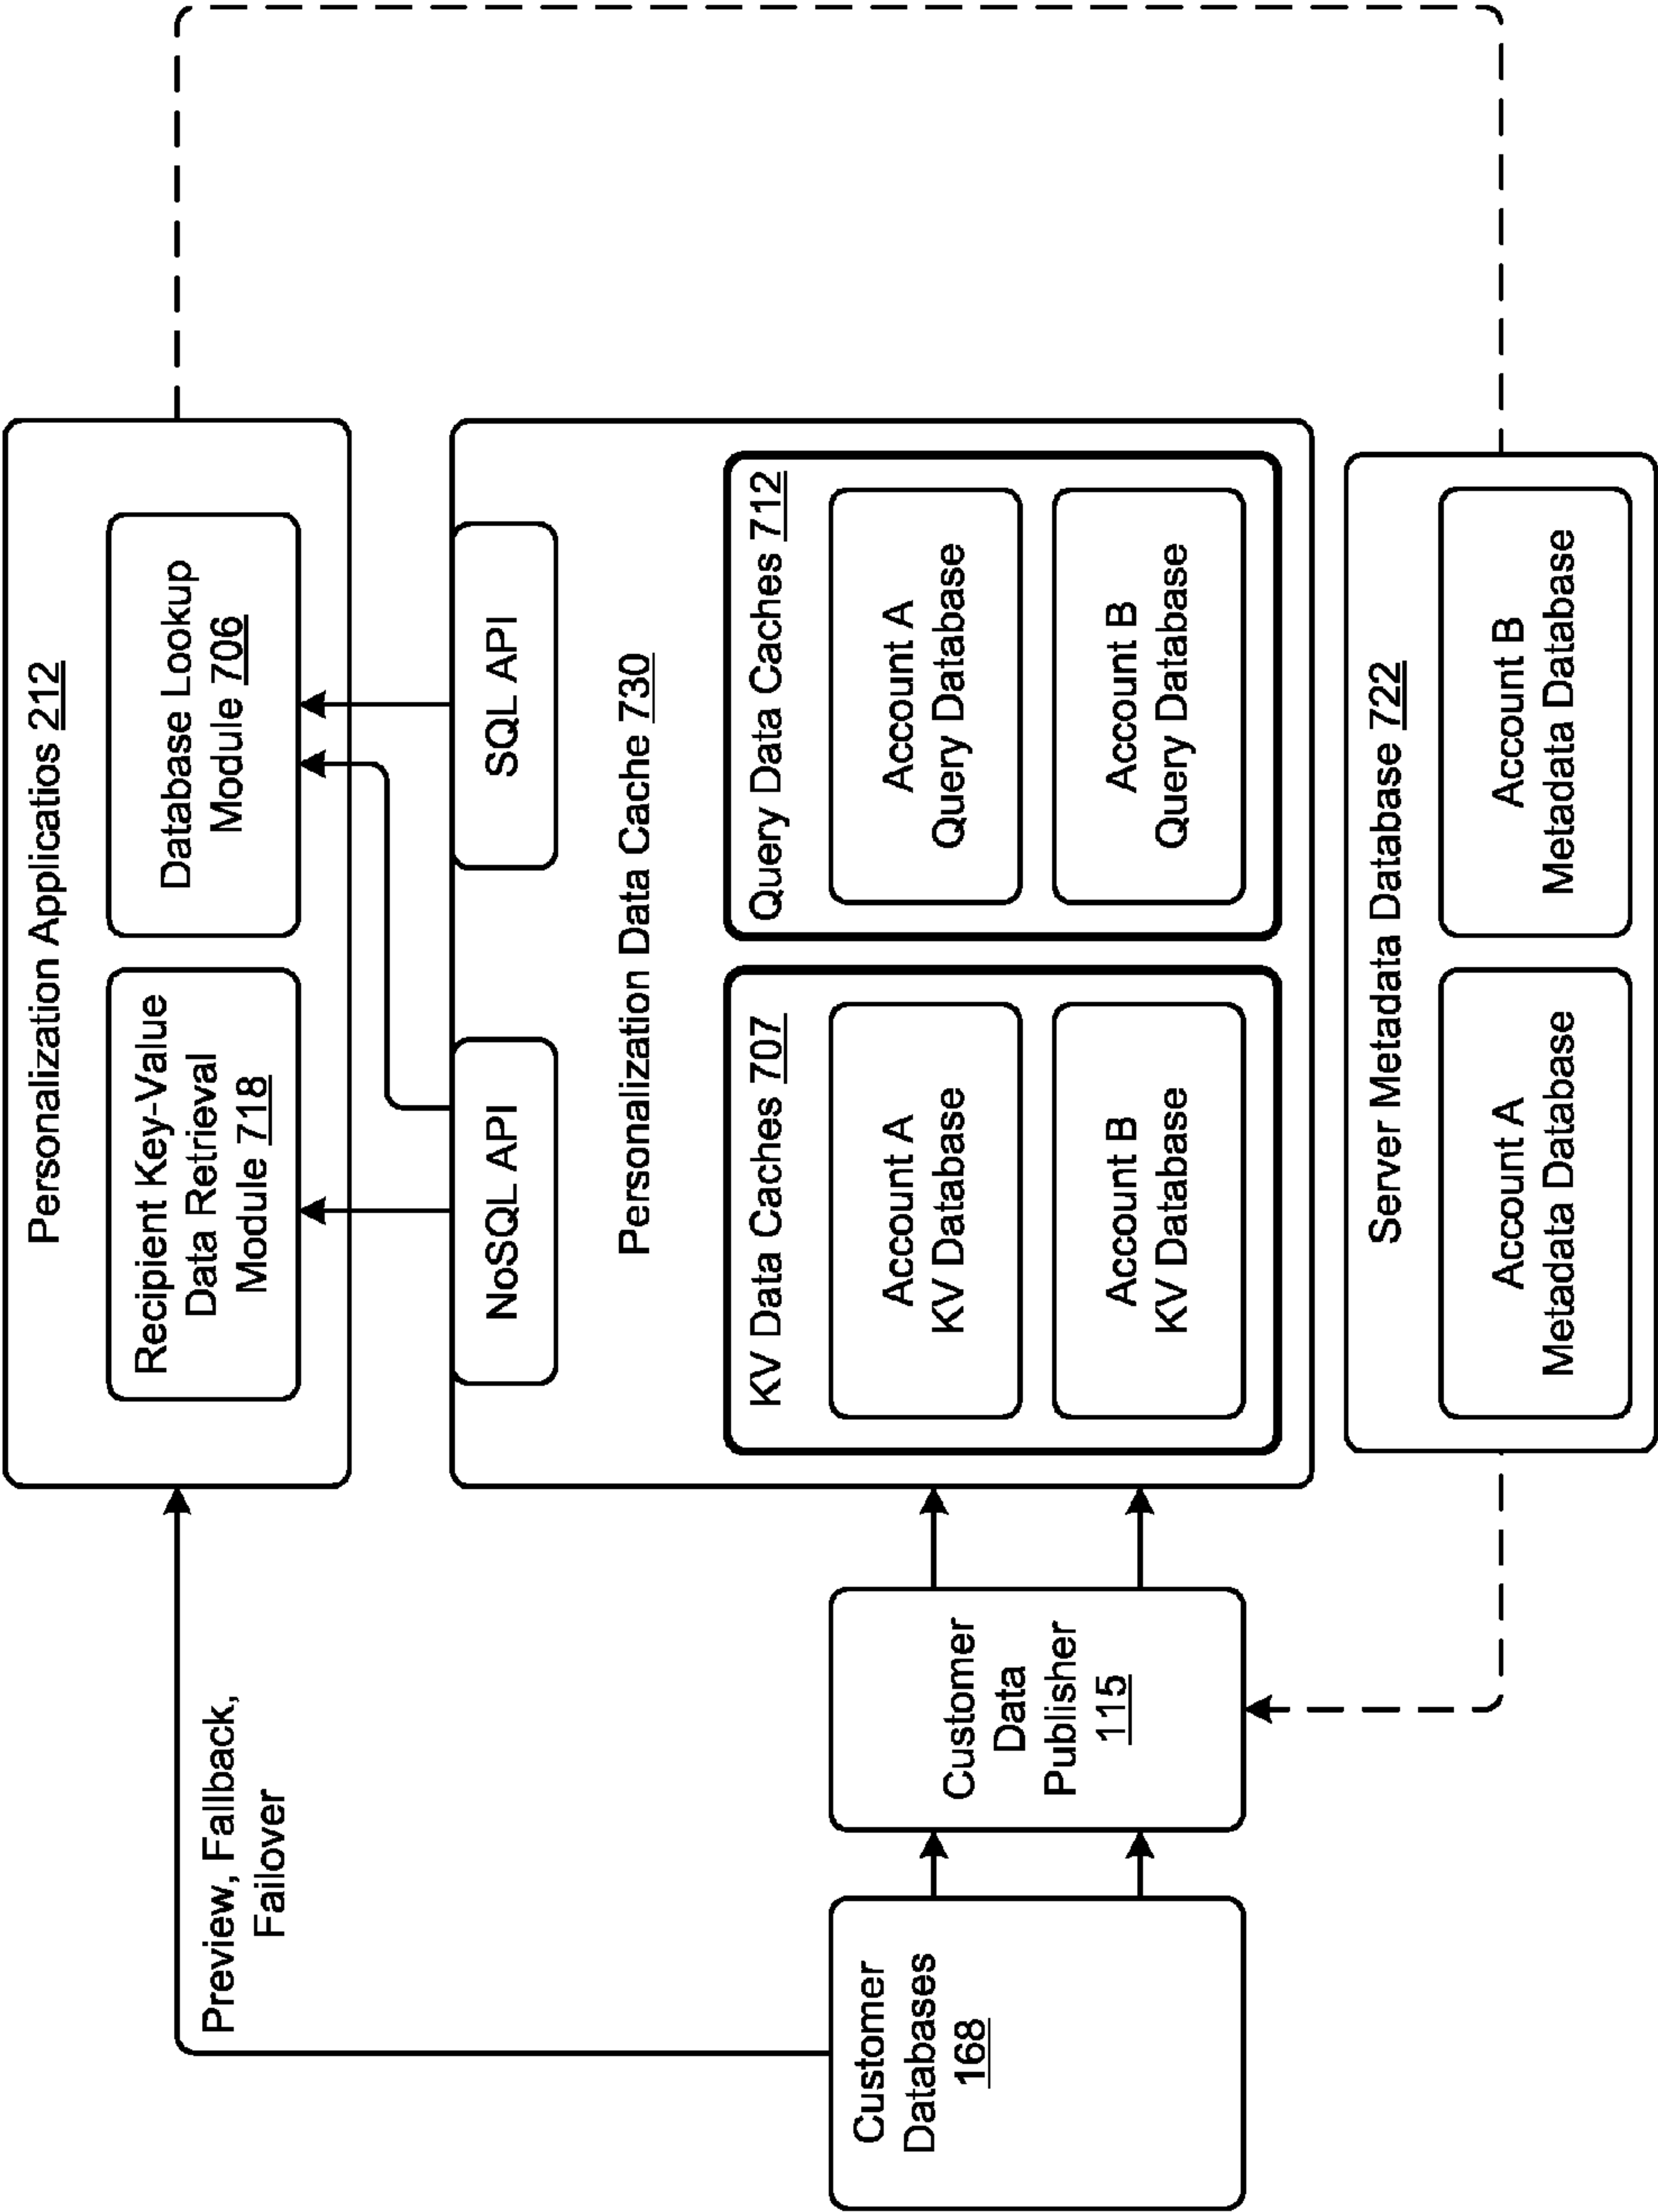 Personalization Applicatios 212
Recipient Key-Value
Data Retrieval
Module 718
Database Lookup
Module 706
Preview, Fallback,
Failover
NoSQL API
SQL API
Personalization Data Cache 730
KV Data Caches 707
Account A
KV Database
Account B
KV Database
Query Data Caches 712
Account A
Query Database
Account B
Query Database
Customer
Databases
168
Customer
Data
Publisher
115
Server Metadata Database 722
Account A
Metadata Database
Account B
Metadata Database